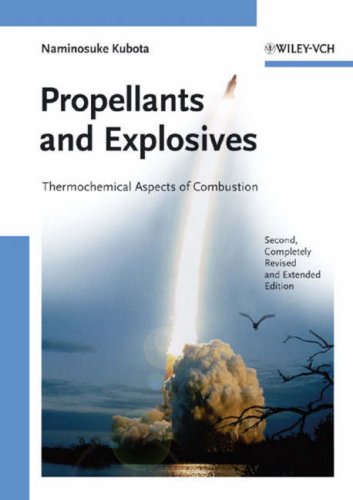 Naminosuke Kubota
WILEY-VCH
Propellants
and Explosives
Thermochemical Aspects of Combustion
Second,
Completely
Revised
and Extended
Edition